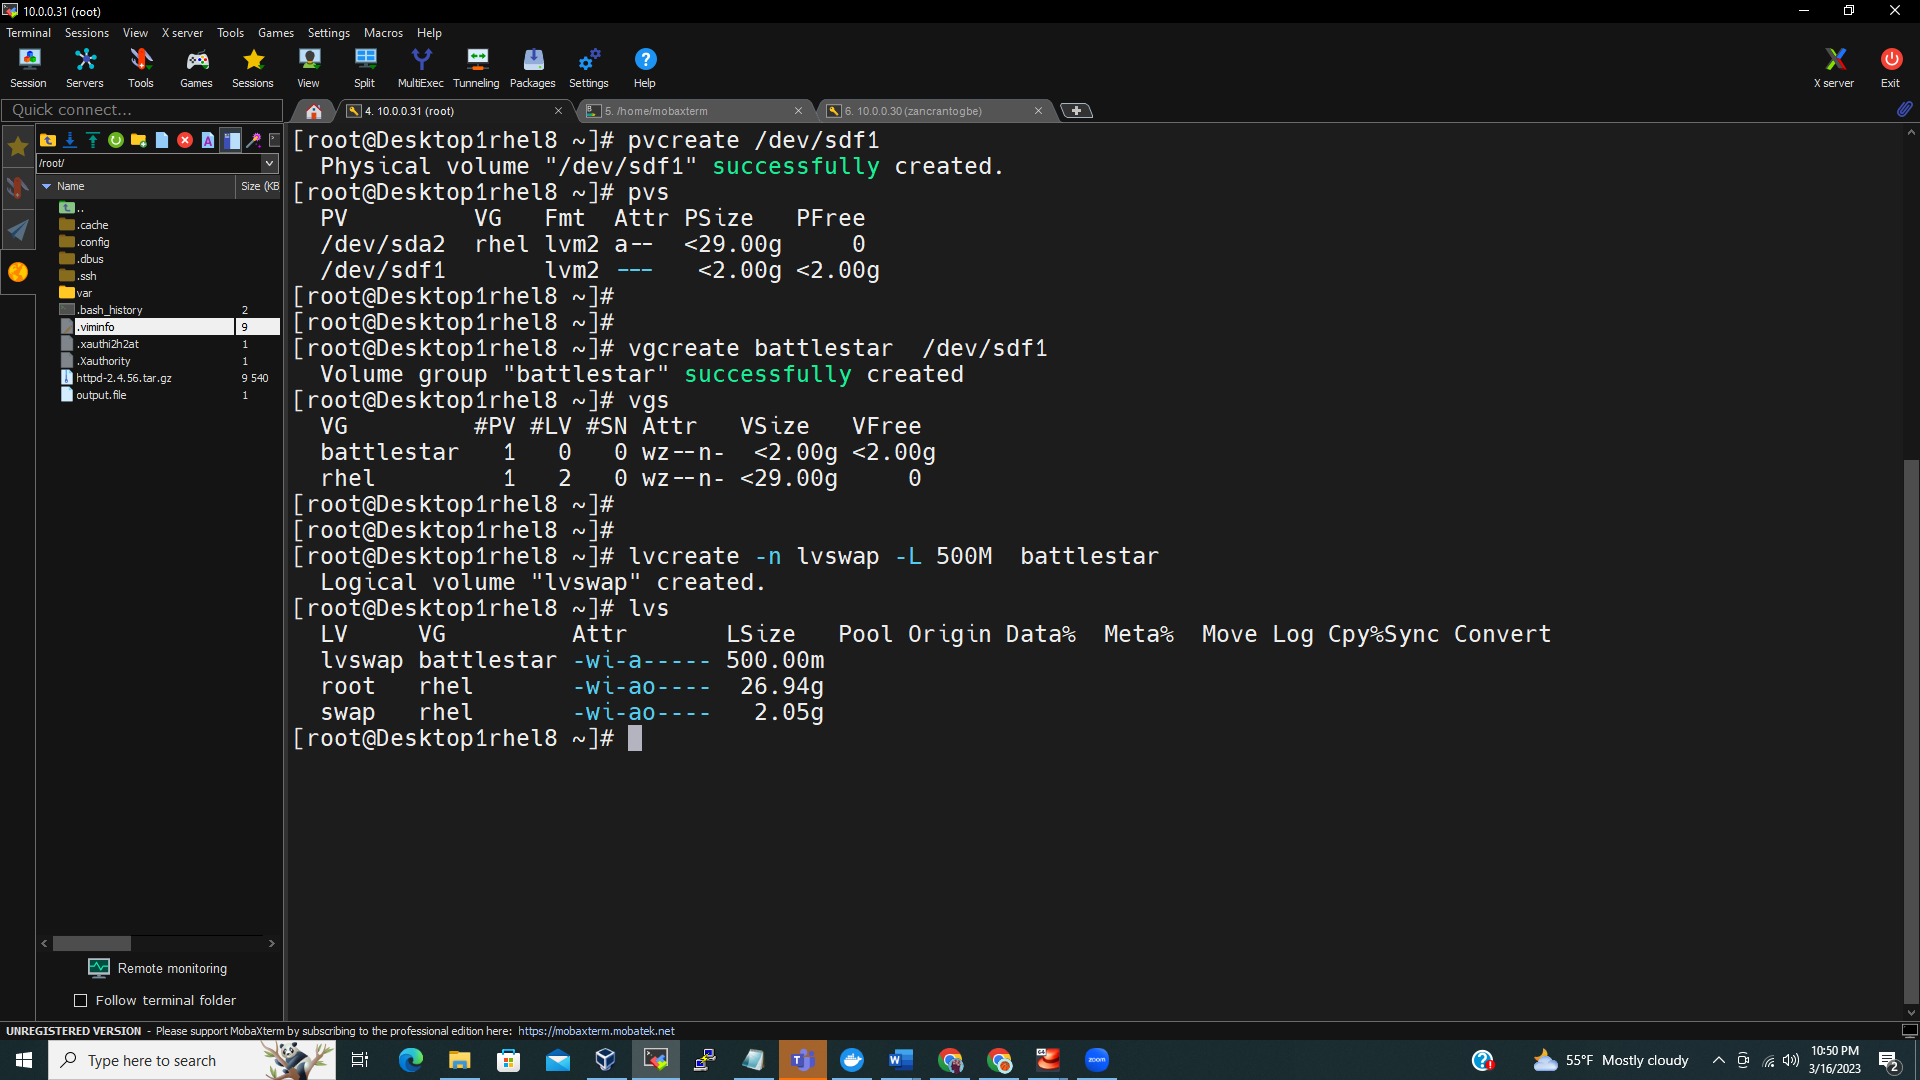 10.0.0.31 (root)
Terminal Sessions View X server Tools Games Settings Macros Help
Session Servers Tools Games Sessions View Split MultiExec Tunneling Packages Settings Help X server Exit
Quick connect... 4. 10.0.0.31 (root) 5. /home/mobaxterm 6. 10.0.0.30 (zancrantogbe)
/root/
Name Size (KB
..
.cache
.config
.dbus
.ssh
var
.bash_history 2
.viminfo 9
.xauthi2h2at 1
.Xauthority 1
httpd-2.4.56.tar.gz 9 540
output.file 1
Remote monitoring
Follow terminal folder
[root@Desktop1rhel8 ~]# pvcreate /dev/sdf1
  Physical volume "/dev/sdf1" successfully created.
[root@Desktop1rhel8 ~]# pvs
  PV         VG   Fmt  Attr PSize   PFree
  /dev/sda2  rhel lvm2 a--  <29.00g     0
  /dev/sdf1       lvm2 ---   <2.00g <2.00g
[root@Desktop1rhel8 ~]#
[root@Desktop1rhel8 ~]#
[root@Desktop1rhel8 ~]# vgcreate battlestar  /dev/sdf1
  Volume group "battlestar" successfully created
[root@Desktop1rhel8 ~]# vgs
  VG         #PV #LV #SN Attr   VSize   VFree
  battlestar   1   0   0 wz--n-  <2.00g <2.00g
  rhel         1   2   0 wz--n- <29.00g     0
[root@Desktop1rhel8 ~]#
[root@Desktop1rhel8 ~]#
[root@Desktop1rhel8 ~]# lvcreate -n lvswap -L 500M  battlestar
  Logical volume "lvswap" created.
[root@Desktop1rhel8 ~]# lvs
  LV     VG         Attr       LSize   Pool Origin Data%  Meta%  Move Log Cpy%Sync Convert
  lvswap battlestar -wi-a----- 500.00m
  root   rhel       -wi-ao----  26.94g
  swap   rhel       -wi-ao----   2.05g
[root@Desktop1rhel8 ~]#
UNREGISTERED VERSION - Please support MobaXterm by subscribing to the professional edition here: https://mobaxterm.mobatek.net
Type here to search
55°F Mostly cloudy
10:50 PM
3/16/2023
2